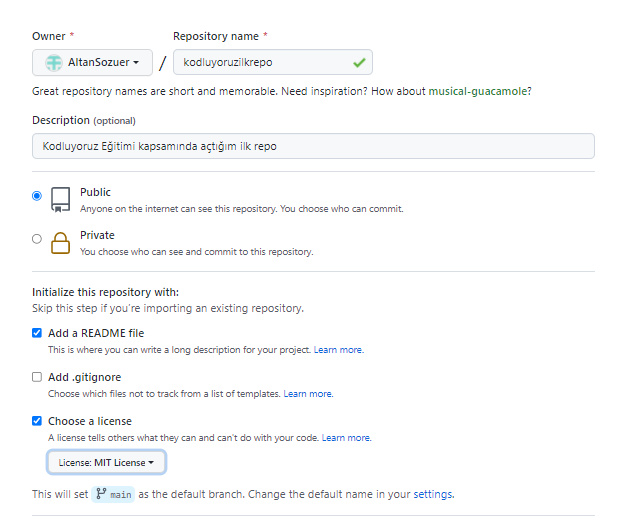 Owner * Repository name *
AltanSozuer / kodluyoruzilkrepo
Great repository names are short and memorable. Need inspiration? How about musical-guacamole?
Description (optional)
Kodluyoruz Eğitimi kapsamında açtığım ilk repo
Public
Anyone on the internet can see this repository. You choose who can commit.
Private
You choose who can see and commit to this repository.
Initialize this repository with:
Skip this step if you're importing an existing repository.
Add a README file
This is where you can write a long description for your project. Learn more.
Add .gitignore
Choose which files not to track from a list of templates. Learn more.
Choose a license
A license tells others what they can and can't do with your code. Learn more.
License: MIT License
This will set main as the default branch. Change the default name in your settings.